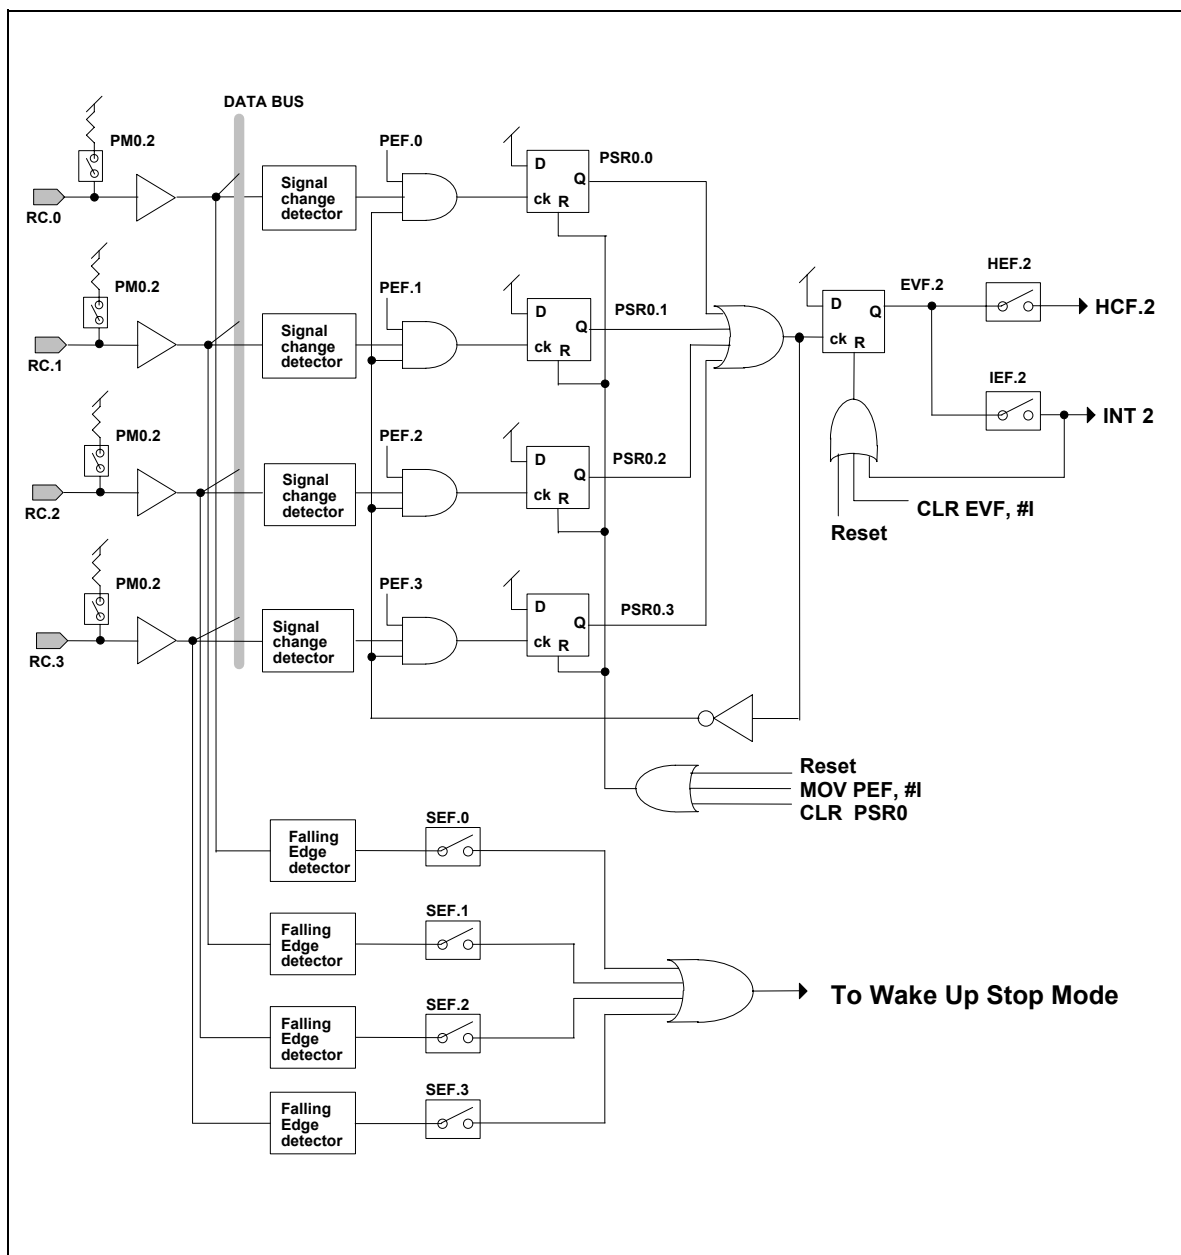 DATA BUS
PM0.2
RC.0
Signal
change
detector
PEF.0
D
Q
ck
R
PSR0.0
PM0.2
RC.1
Signal
change
detector
PEF.1
D
Q
ck
R
PSR0.1
PM0.2
RC.2
Signal
change
detector
PEF.2
D
Q
ck
R
PSR0.2
PM0.2
RC.3
Signal
change
detector
PEF.3
D
Q
ck
R
PSR0.3
D
Q
ck
R
EVF.2
HEF.2
HCF.2
IEF.2
INT 2
CLR EVF, #I
Reset
Reset
MOV PEF, #I
CLR PSR0
Falling
Edge
detector
SEF.0
Falling
Edge
detector
SEF.1
Falling
Edge
detector
SEF.2
Falling
Edge
detector
SEF.3
To Wake Up Stop Mode